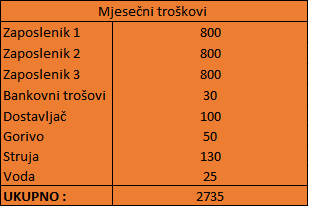 Mjesečni troškovi
Zaposlenik 1 800
Zaposlenik 2 800
Zaposlenik 3 800
Bankovni trošovi 30
Dostavljač 100
Gorivo 50
Struja 130
Voda 25
UKUPNO : 2735